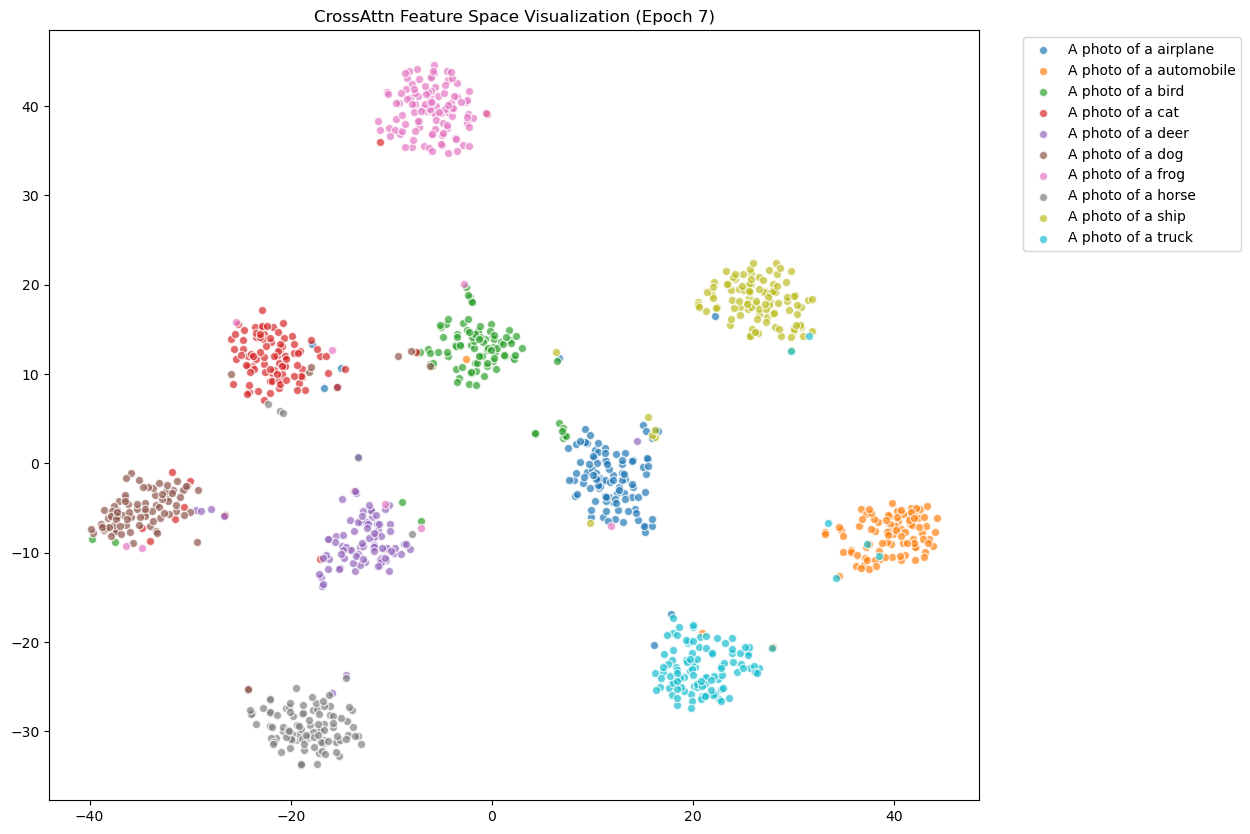 CrossAttn Feature Space Visualization (Epoch 7)
A photo of a airplane
A photo of a automobile
A photo of a bird
A photo of a cat
A photo of a deer
A photo of a dog
A photo of a frog
A photo of a horse
A photo of a ship
A photo of a truck
40
30
20
10
0
−10
−20
−30
−40 −20 0 20 40